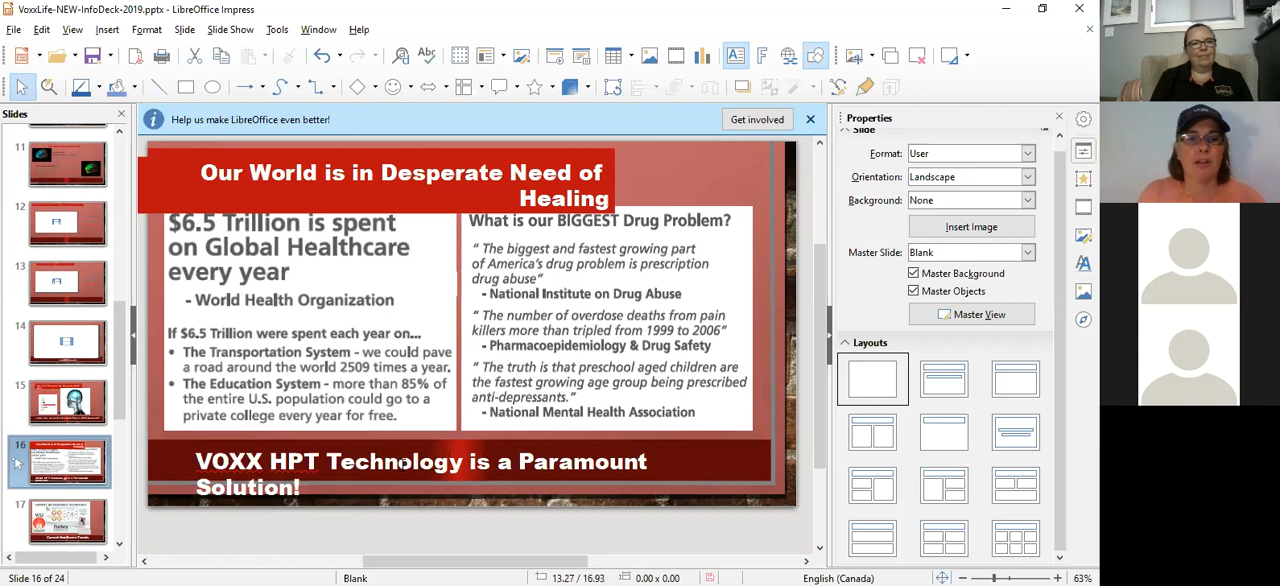 VoxxLife-NEW-InfoDeck-2019.pptx - LibreOffice Impress
File Edit View Insert Format Slide Slide Show Tools Window Help
Slides
Help us make LibreOffice even better!
Get involved
Properties
Slide
Format:
User
Orientation:
Landscape
Background:
None
Insert Image
Master Slide:
Blank
Master Background
Master Objects
Master View
Layouts
11
12
13
14
15
16
17
Our World is in Desperate Need of
Healing
$6.5 Trillion is spent
on Global Healthcare
every year
- World Health Organization
If $6.5 Trillion were spent each year on...
• The Transportation System - we could pave
a road around the world 2509 times a year.
• The Education System - more than 85% of
the entire U.S. population could go to a
private college every year for free.
What is our BIGGEST Drug Problem?
“ The biggest and fastest growing part
of America's drug problem is prescription
drug abuse”
- National Institute on Drug Abuse
“ The number of overdose deaths from pain
killers more than tripled from 1999 to 2006”
- Pharmacoepidemiology & Drug Safety
“ The truth is that preschool aged children are
the fastest growing age group being prescribed
anti-depressants.”
- National Mental Health Association
VOXX HPT Technology is a Paramount
Solution!
Slide 16 of 24
Blank
13.27 / 16.93
0.00 x 0.00
English (Canada)
63%